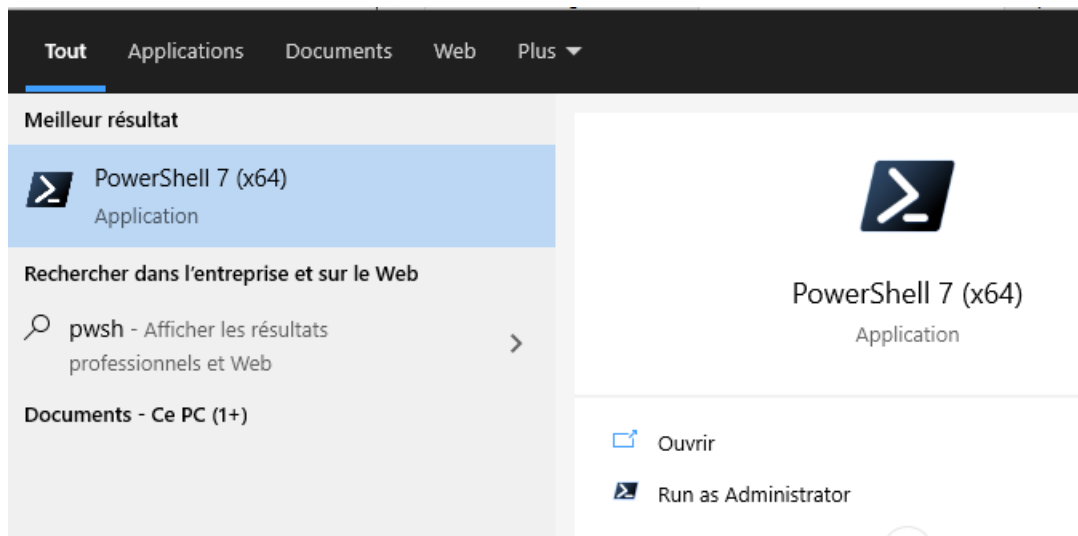 Tout Applications Documents Web Plus
Meilleur résultat
PowerShell 7 (x64)
Application
Rechercher dans l'entreprise et sur le Web
pwsh - Afficher les résultats
professionnels et Web
Documents - Ce PC (1+)
PowerShell 7 (x64)
Application
Ouvrir
Run as Administrator